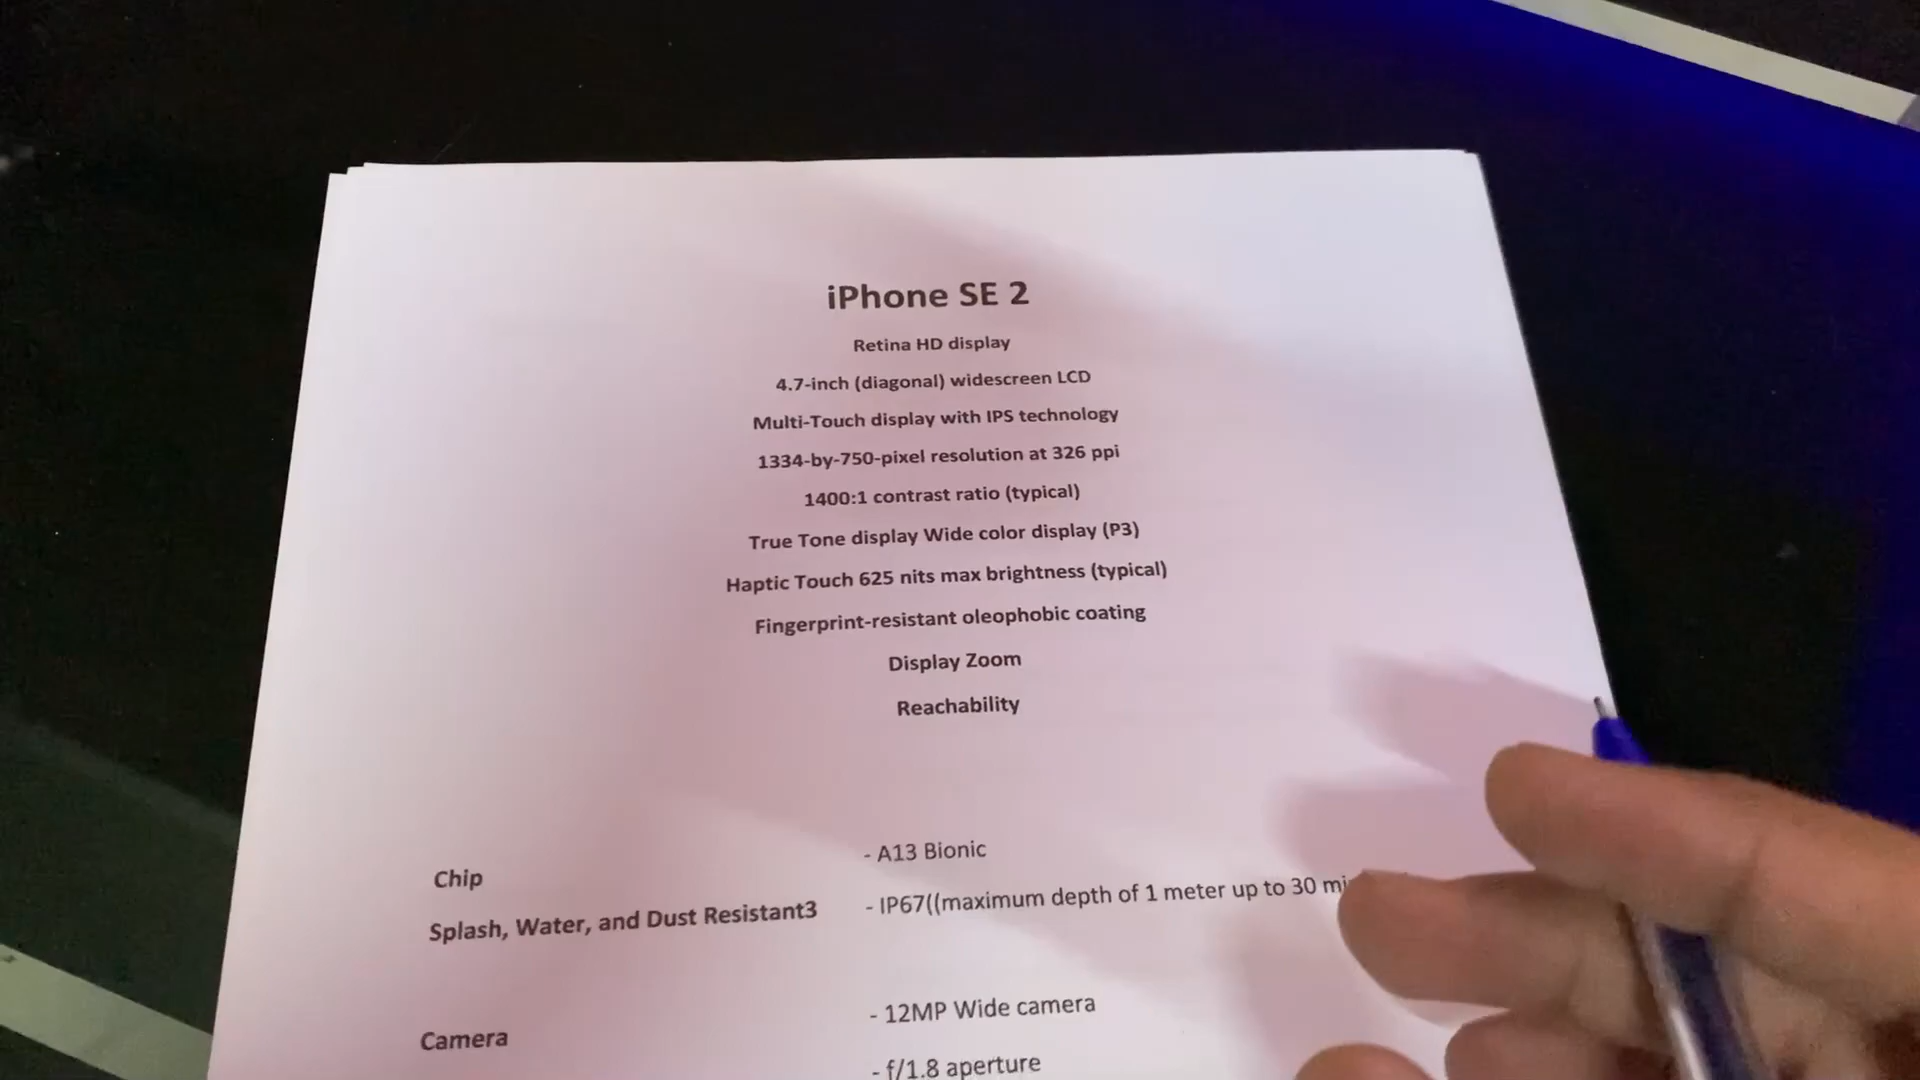 iPhone SE 2
Retina HD display
4.7-inch (diagonal) widescreen LCD
Multi-Touch display with IPS technology
1334-by-750-pixel resolution at 326 ppi
1400:1 contrast ratio (typical)
True Tone display Wide color display (P3)
Haptic Touch 625 nits max brightness (typical)
Fingerprint-resistant oleophobic coating
Display Zoom
Reachability
Chip - A13 Bionic
Splash, Water, and Dust Resistant3 - IP67((maximum depth of 1 meter up to 30
Camera - 12MP Wide camera
- f/1.8 aperture